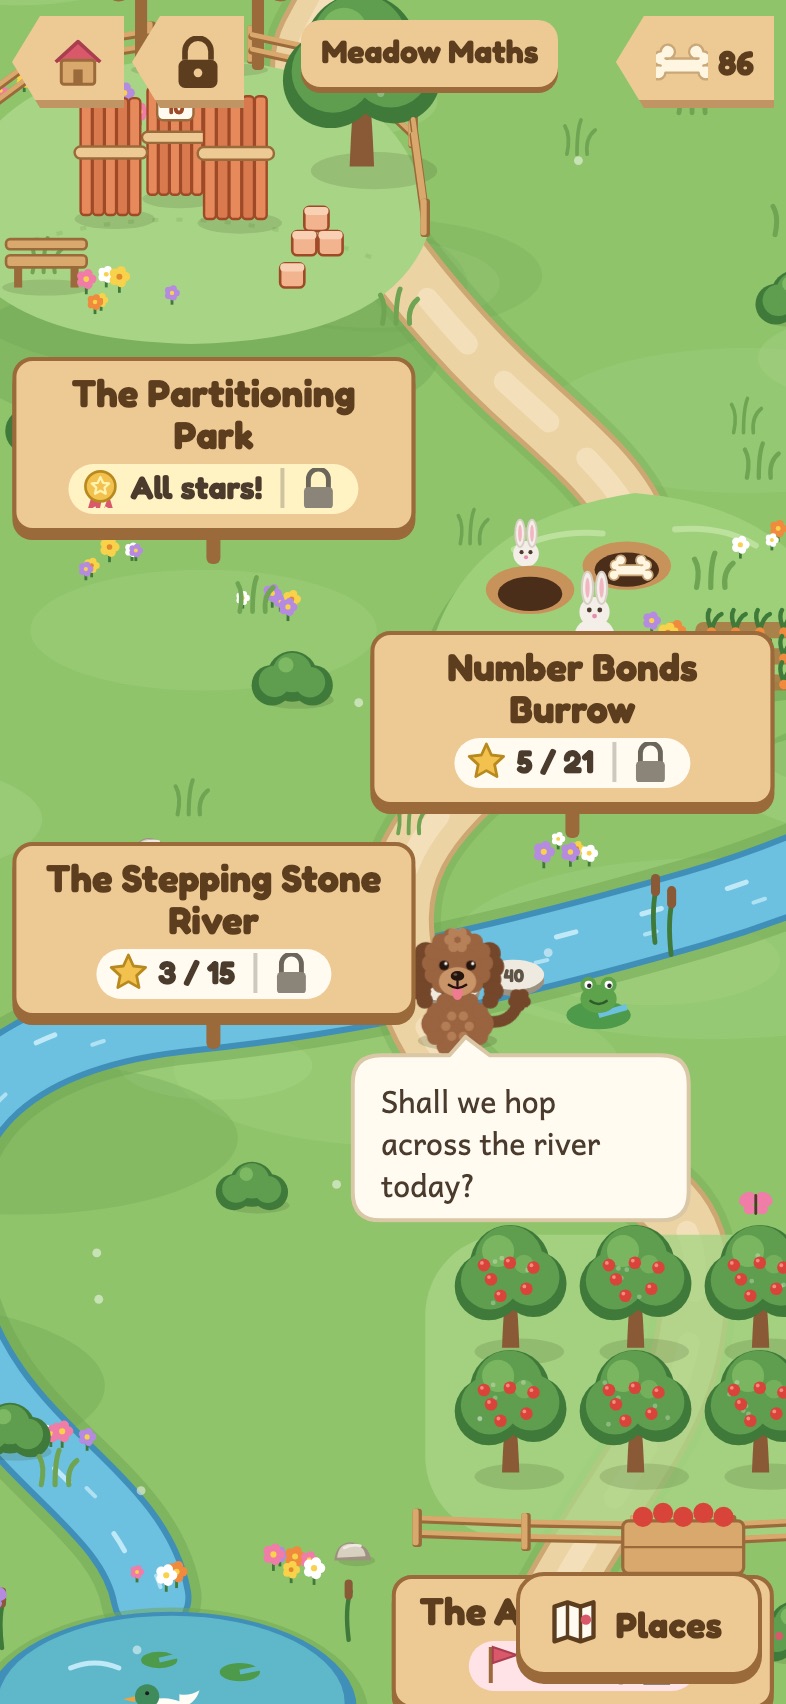 Meadow Maths
86
The Partitioning
Park
All stars!
Number Bonds
Burrow
5 / 21
The Stepping Stone
River
3 / 15
40
Shall we hop
across the river
today?
The
Places